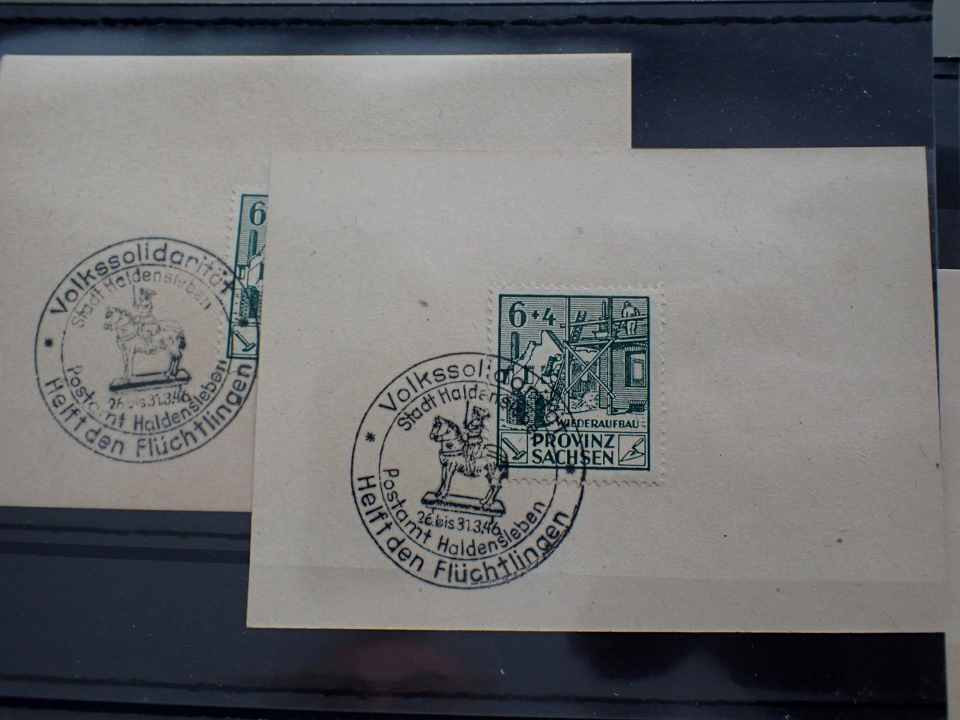 6
Volkssolidarität
Stadt Haldensleben
26 bis 31.3.46
Postamt Haldensleben
Helft den Flüchtlingen
6+4
WIEDERAUFBAU
PROVINZ
SACHSEN
Volkssolidarität
Stadt Haldensleben
26 bis 31.3.46
Postamt Haldensleben
Helft den Flüchtlingen